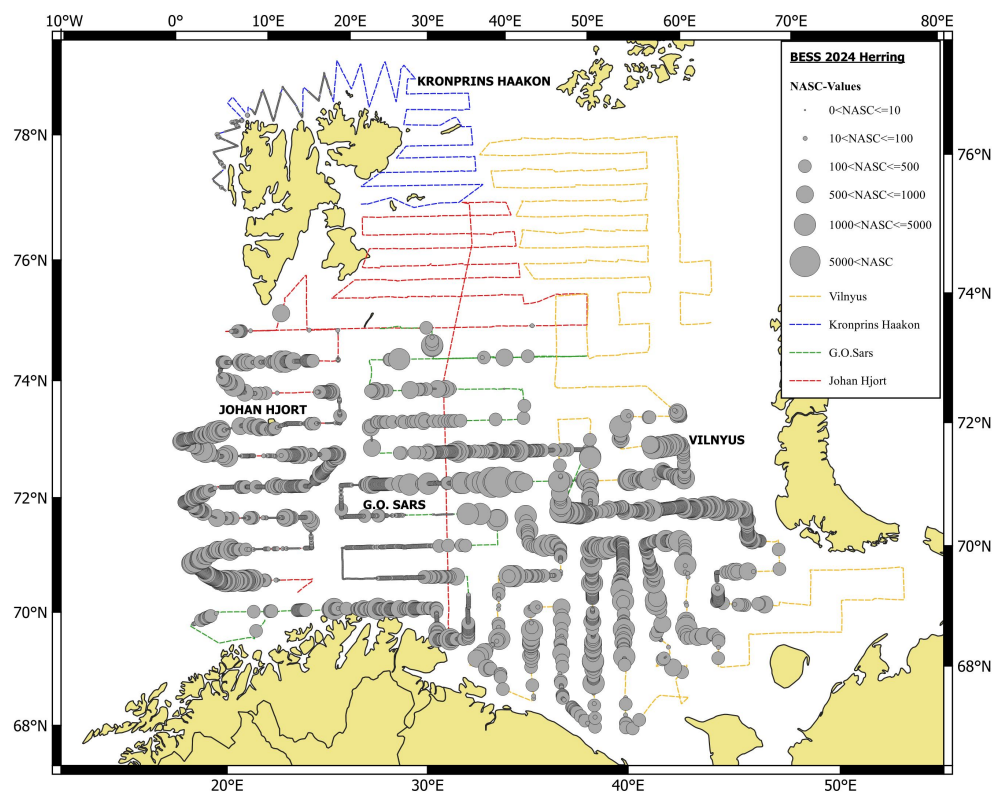 10°W 0° 10°E 20°E 30°E 40°E 50°E 60°E 70°E 80°E
BESS 2024 Herring
NASC-Values
0<NASC<=10
10<NASC<=100
100<NASC<=500
500<NASC<=1000
1000<NASC<=5000
5000<NASC
Vilnyus
Kronprins Haakon
G.O.Sars
Johan Hjort
KRONPRINS HAAKON
78°N
76°N
76°N
74°N
74°N
JOHAN HJORT
72°N
VILNYUS
72°N
G.O. SARS
70°N
70°N
68°N
68°N
20°E 30°E 40°E 50°E